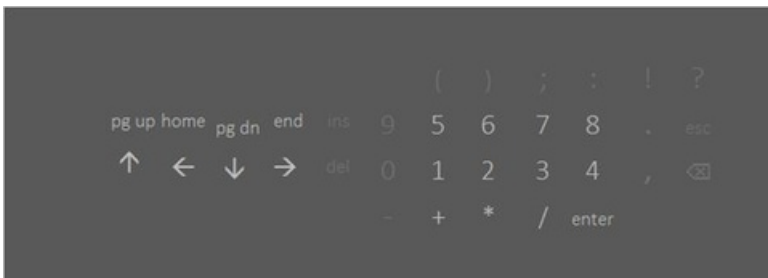 ( ) ; : ! ?
pg up home pg dn end ins 9 5 6 7 8 . esc
↑ ← ↓ → del 0 1 2 3 4 , ⌫
- + * / enter